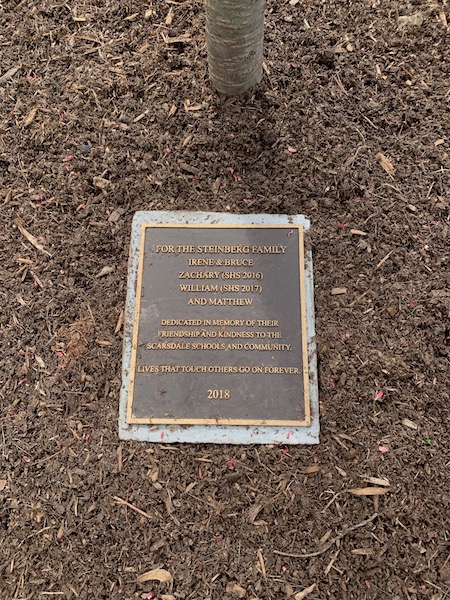 FOR THE STEINBERG FAMILY
IRENE & BRUCE
ZACHARY (SHS 2016)
WILLIAM (SHS 2017)
AND MATTHEW
DEDICATED IN MEMORY OF THEIR
FRIENDSHIP AND KINDNESS TO THE
SCARSDALE SCHOOLS AND COMMUNITY.
LIVES THAT TOUCH OTHERS GO ON FOREVER.
2018